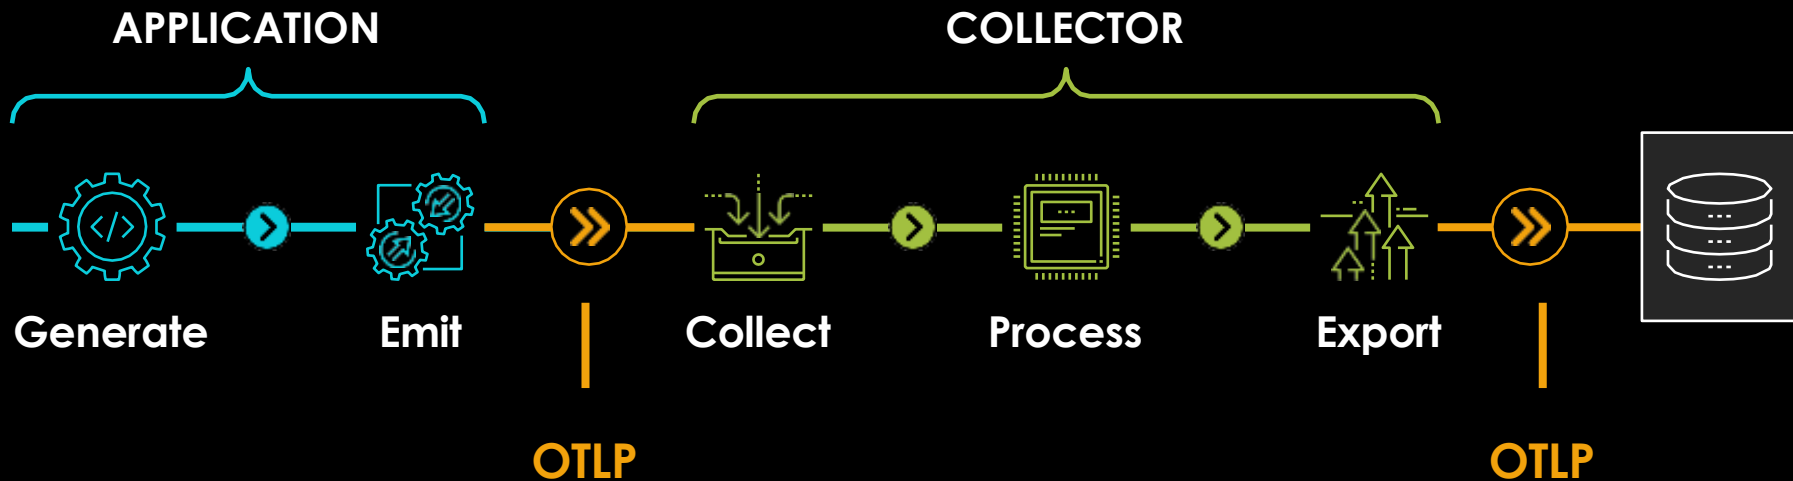 APPLICATION
COLLECTOR
</>
Generate
Emit
Collect
Process
Export
OTLP
OTLP